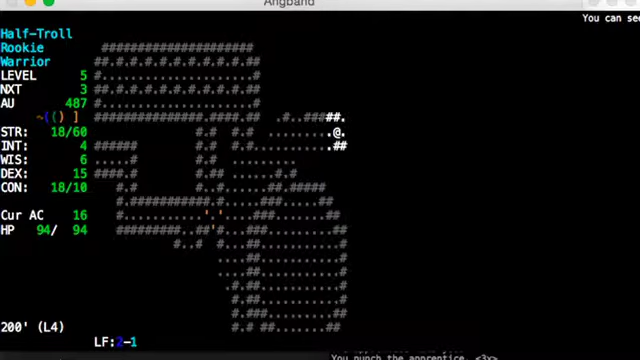 Angband
You can see
Half-Troll
Rookie
Warrior
LEVEL 5
NXT 3
AU 487
~(() ]
STR: 18/60
INT: 4
WIS: 6
DEX: 15
CON: 18/10
Cur AC 16
HP 94/ 94
200' (L4)
LF:2-1
You punch the apprentice. <3x>